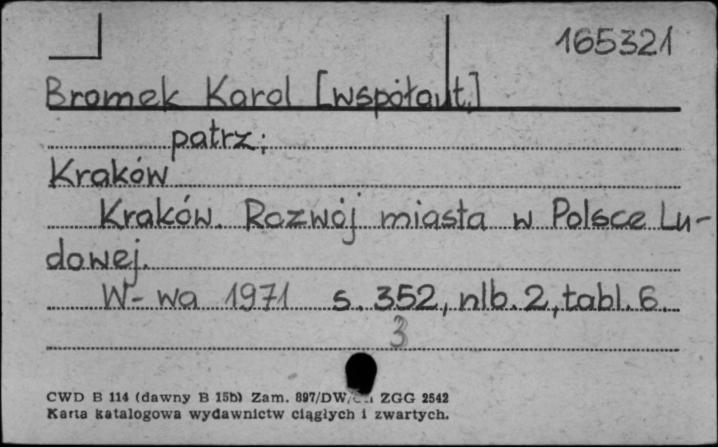 165321
Bromek Karol [współaut.]
patrz:
Kraków
Kraków. Rozwój miasta w Polsce Lu-
dowej.
W-wa 1971 s. 352, nlb. 2, tabl. 6.
3
CWD B 114 (dawny B 15b) Zam. 897/DW/ ZGG 2542
Karta katalogowa wydawnictw ciągłych i zwartych.